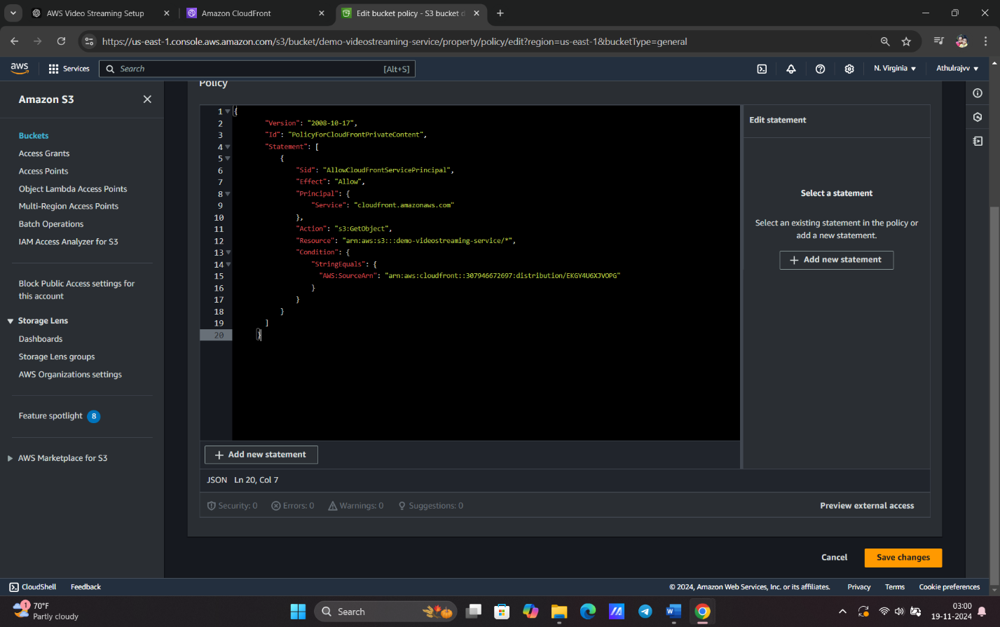 AWS Video Streaming Setup
Amazon CloudFront
Edit bucket policy - S3 bucket d
https://us-east-1.console.aws.amazon.com/s3/bucket/demo-videostreaming-service/property/policy/edit?region=us-east-1&bucketType=general
aws
Services
Search
[Alt+S]
N. Virginia
Athulrajvv
Amazon S3
Buckets
Access Grants
Access Points
Object Lambda Access Points
Multi-Region Access Points
Batch Operations
IAM Access Analyzer for S3
Block Public Access settings for
this account
Storage Lens
Dashboards
Storage Lens groups
AWS Organizations settings
Feature spotlight 8
AWS Marketplace for S3
Policy
1 {
2 "Version": "2008-10-17",
3 "Id": "PolicyForCloudFrontPrivateContent",
4 "Statement": [
5 {
6 "Sid": "AllowCloudFrontServicePrincipal",
7 "Effect": "Allow",
8 "Principal": {
9 "Service": "cloudfront.amazonaws.com"
10 },
11 "Action": "s3:GetObject",
12 "Resource": "arn:aws:s3:::demo-videostreaming-service/*",
13 "Condition": {
14 "StringEquals": {
15 "AWS:SourceArn": "arn:aws:cloudfront::307946672697:distribution/EKGY4U6XJVOPG"
16 }
17 }
18 }
19 ]
20 }
+ Add new statement
JSON Ln 20, Col 7
Security: 0 Errors: 0 Warnings: 0 Suggestions: 0
Preview external access
Edit statement
Select a statement
Select an existing statement in the policy or
add a new statement.
+ Add new statement
Cancel
Save changes
CloudShell Feedback
© 2024, Amazon Web Services, Inc. or its affiliates. Privacy Terms Cookie preferences
1
70°F
Partly cloudy
Search
03:00
19-11-2024